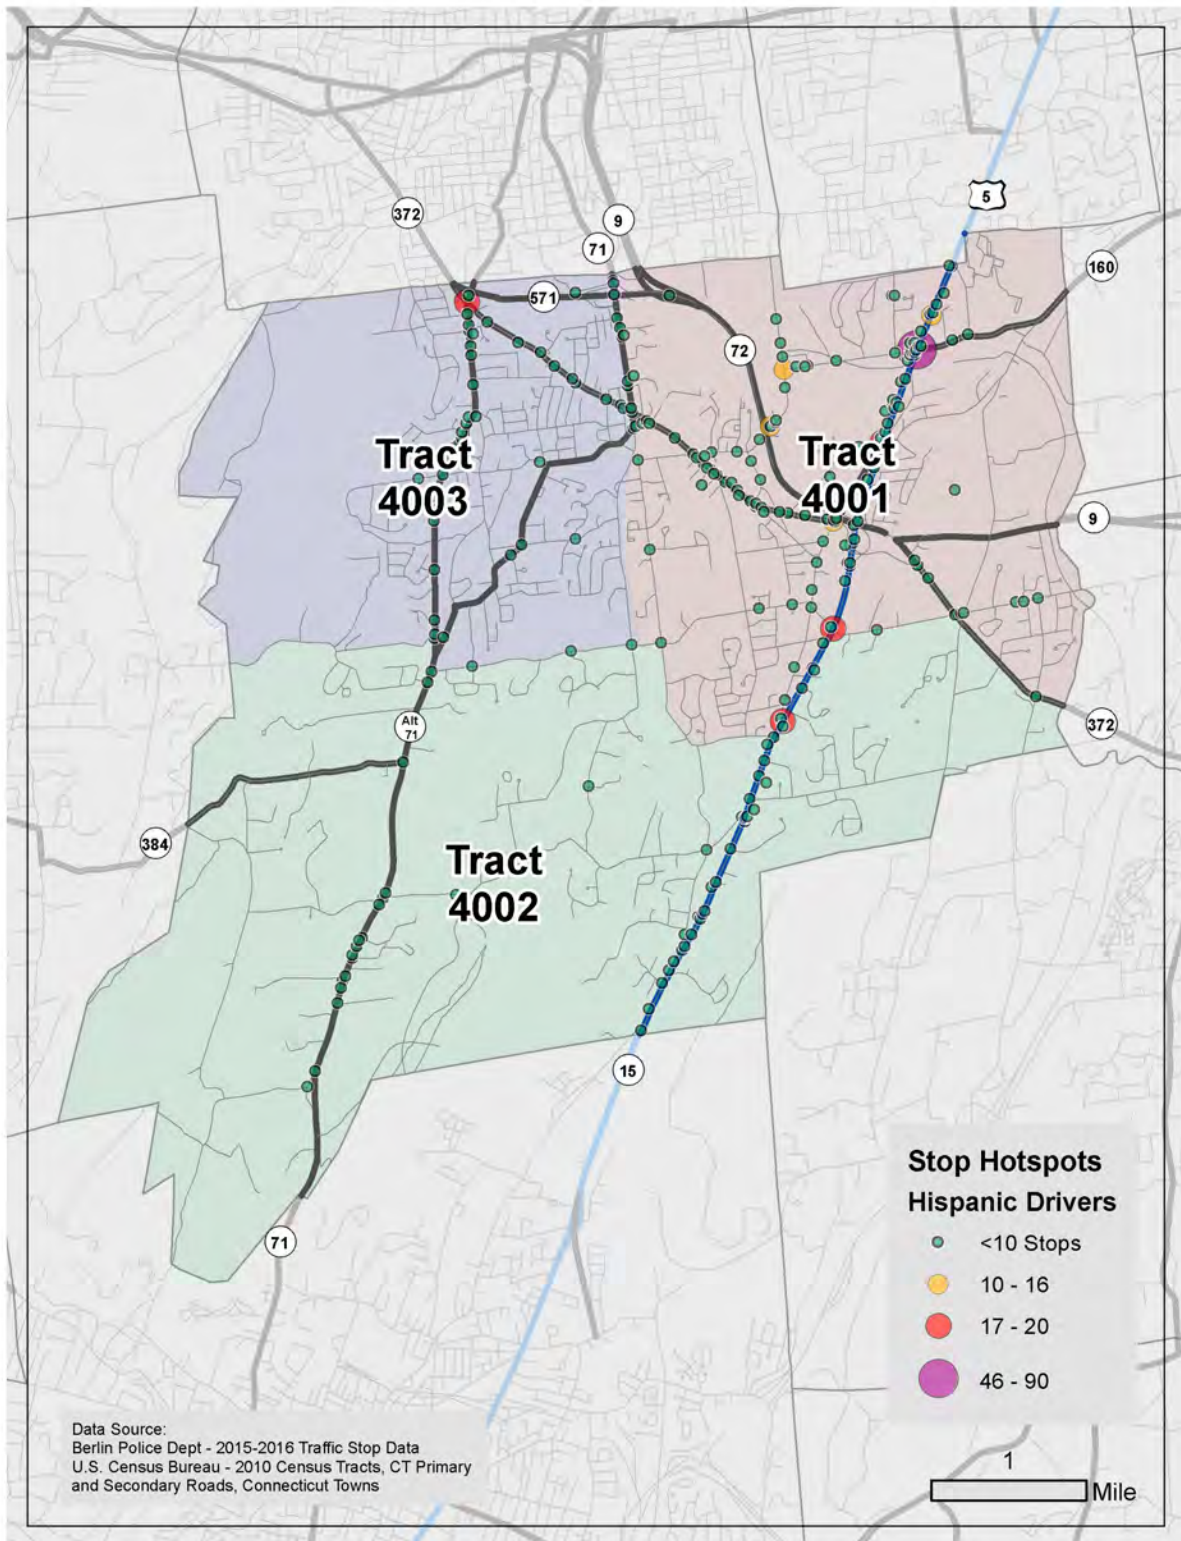 5
372
9
71
160
571
72
Tract
4003
Tract
4001
9
Alt
71
372
384
Tract
4002
15
71
Stop Hotspots
Hispanic Drivers
<10 Stops
10 - 16
17 - 20
46 - 90
Data Source:
Berlin Police Dept - 2015-2016 Traffic Stop Data
U.S. Census Bureau - 2010 Census Tracts, CT Primary
and Secondary Roads, Connecticut Towns
1
Mile